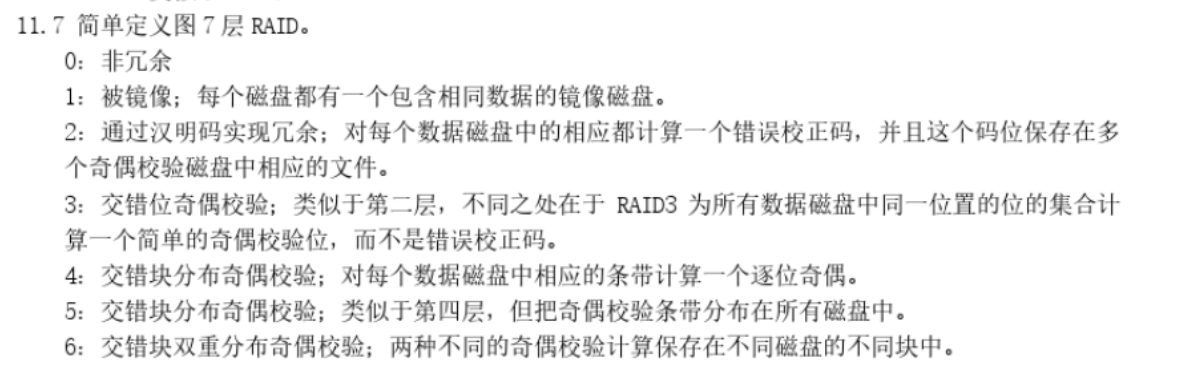 11.7 简单定义图 7 层 RAID。
0：非冗余
1：被镜像；每个磁盘都有一个包含相同数据的镜像磁盘。
2：通过汉明码实现冗余；对每个数据磁盘中的相应都计算一个错误校正码，并且这个码位保存在多
个奇偶校验磁盘中相应的文件。
3：交错位奇偶校验；类似于第二层，不同之处在于 RAID3 为所有数据磁盘中同一位置的位的集合计
算一个简单的奇偶校验位，而不是错误校正码。
4：交错块分布奇偶校验；对每个数据磁盘中相应的条带计算一个逐位奇偶。
5：交错块分布奇偶校验；类似于第四层，但把奇偶校验条带分布在所有磁盘中。
6：交错块双重分布奇偶校验；两种不同的奇偶校验计算保存在不同磁盘的不同块中。